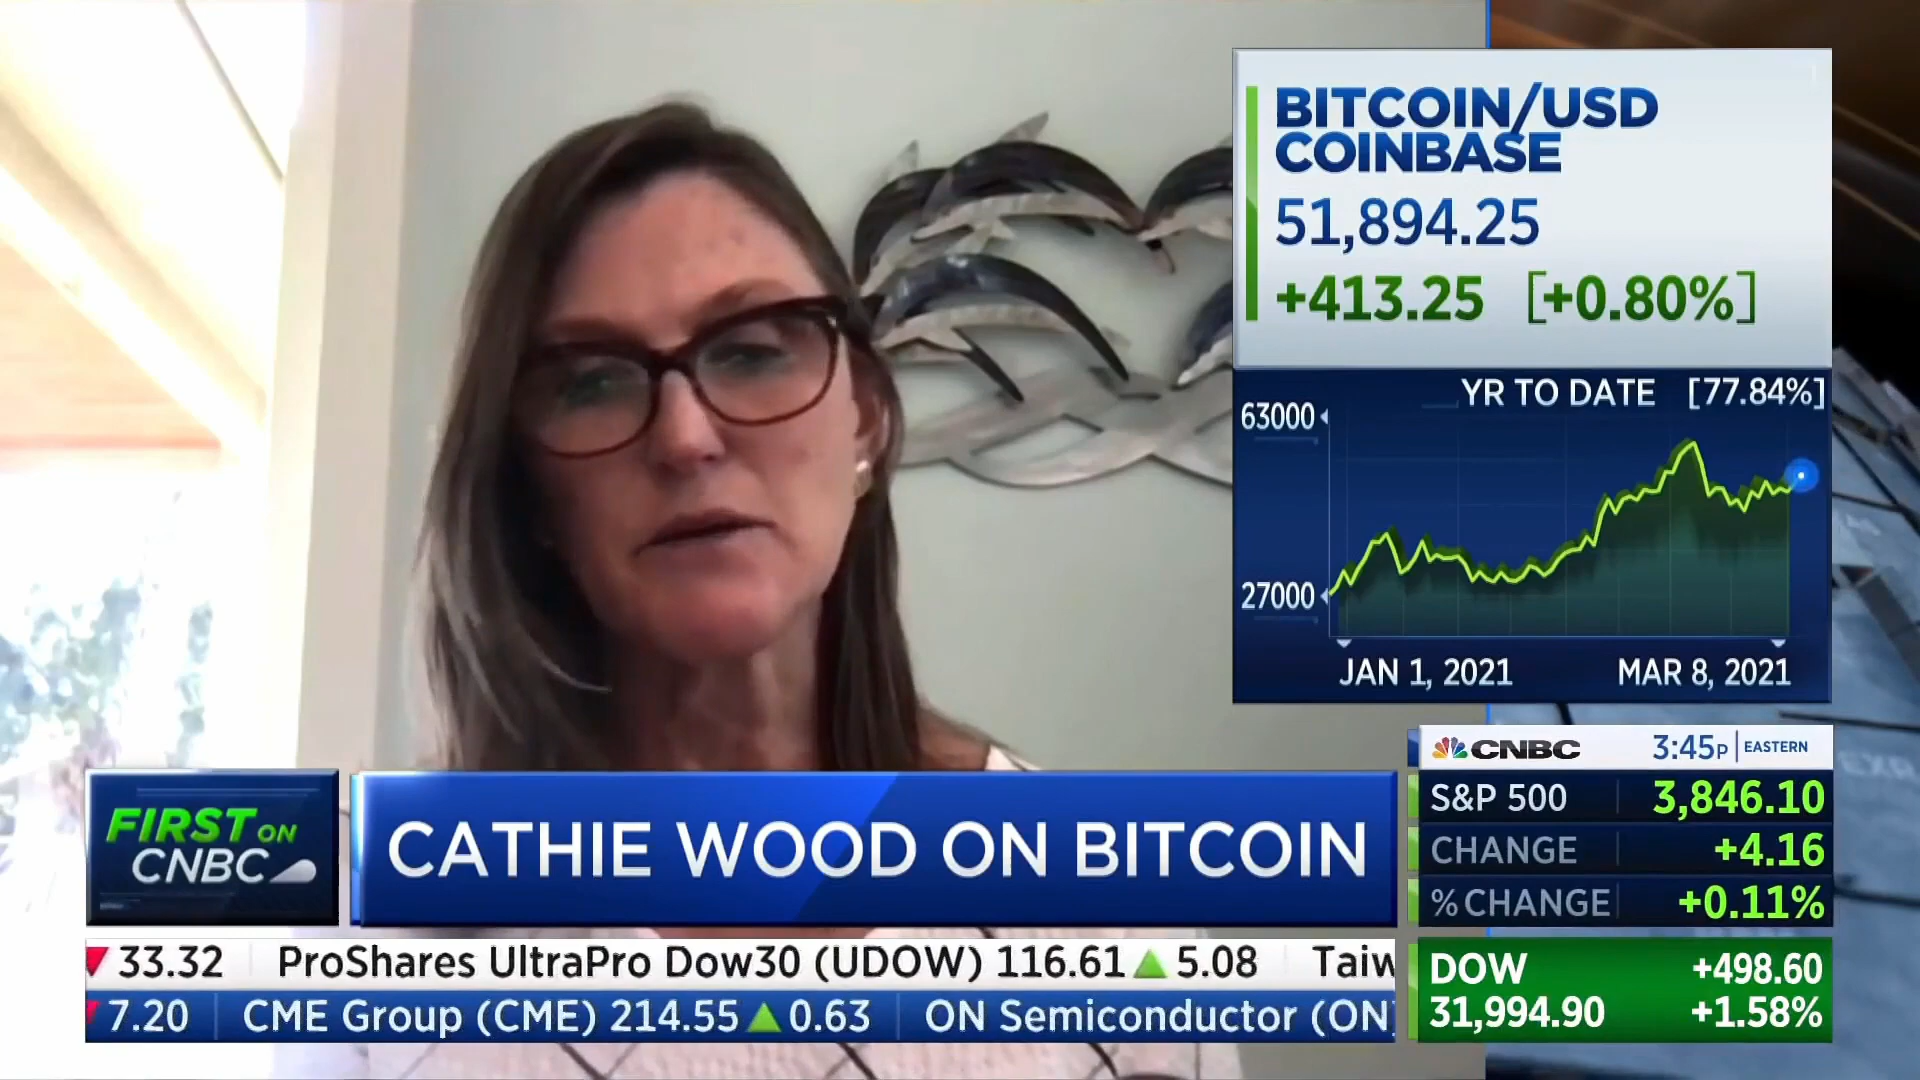 BITCOIN/USD
COINBASE
51,894.25
+413.25 [+0.80%]
YR TO DATE [77.84%]
63000
27000
JAN 1, 2021 MAR 8, 2021
CNBC 3:45P EASTERN
S&P 500 3,846.10
CHANGE +4.16
% CHANGE +0.11%
DOW +498.60
31,994.90 +1.58%
FIRST ON
CNBC
CATHIE WOOD ON BITCOIN
▼ 33.32 ProShares UltraPro Dow30 (UDOW) 116.61 ▲ 5.08 Taiw
7.20 CME Group (CME) 214.55 ▲ 0.63 ON Semiconductor (ON)